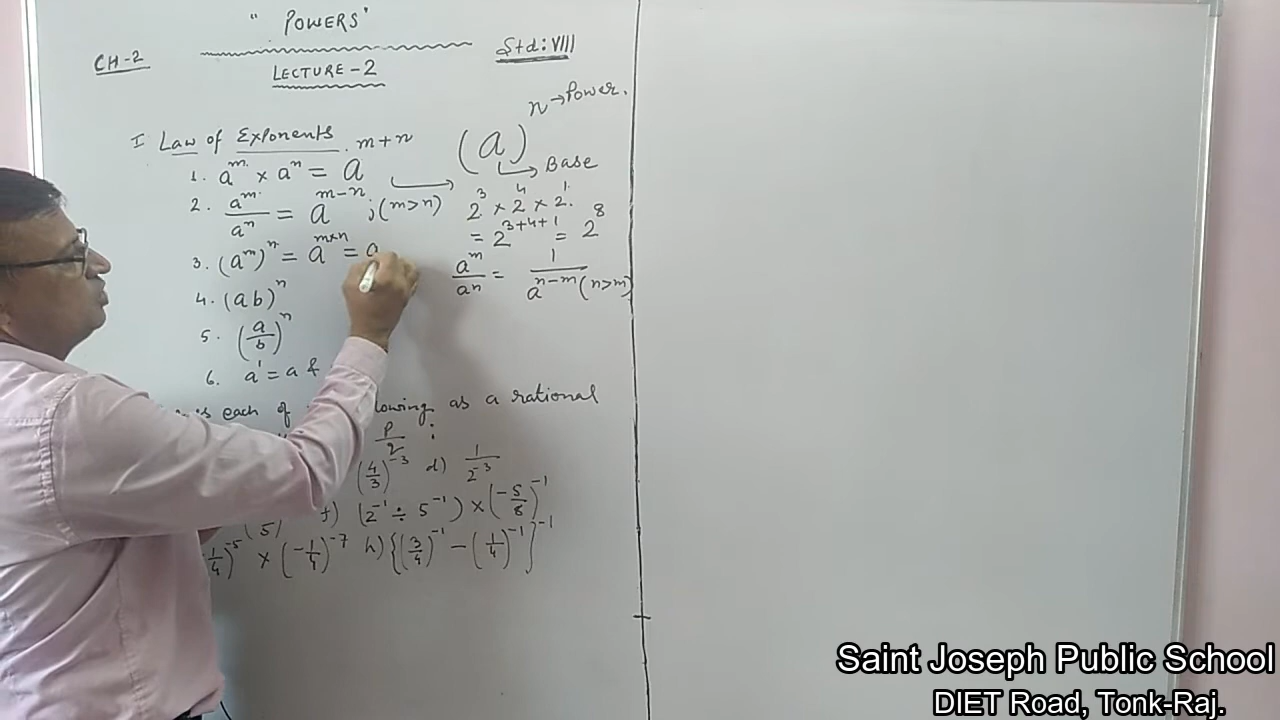 "POWERS"
CH-2
Std: VIII
LECTURE-2
n → Power.
I Law of Exponents.
(a)
→ Base
1. a^m × a^n = a^{m+n}
2. a^m/a^n = a^{m-n} ; (m>n)
2^3 × 2^4 × 2^1.
= 2^{3+4+1} = 2^8
3. (a^m)^n = a^{m×n} = a
a^m/a^n = 1/a^{n-m} (n>m)
4. (ab)^n
5. (a/b)^n
6. a^1 = a &
each of lowing as a rational
p/q :
(4/3)^{-3} d) 1/2^{-3}
5) f) (2^{-1} ÷ 5^{-1}) × (-5/8)^{-1}
1/4)^{-5} × (-1/4)^{-7} h) {(3/4)^{-1} - (1/4)^{-1}}^{-1}
Saint Joseph Public School
DIET Road, Tonk-Raj.